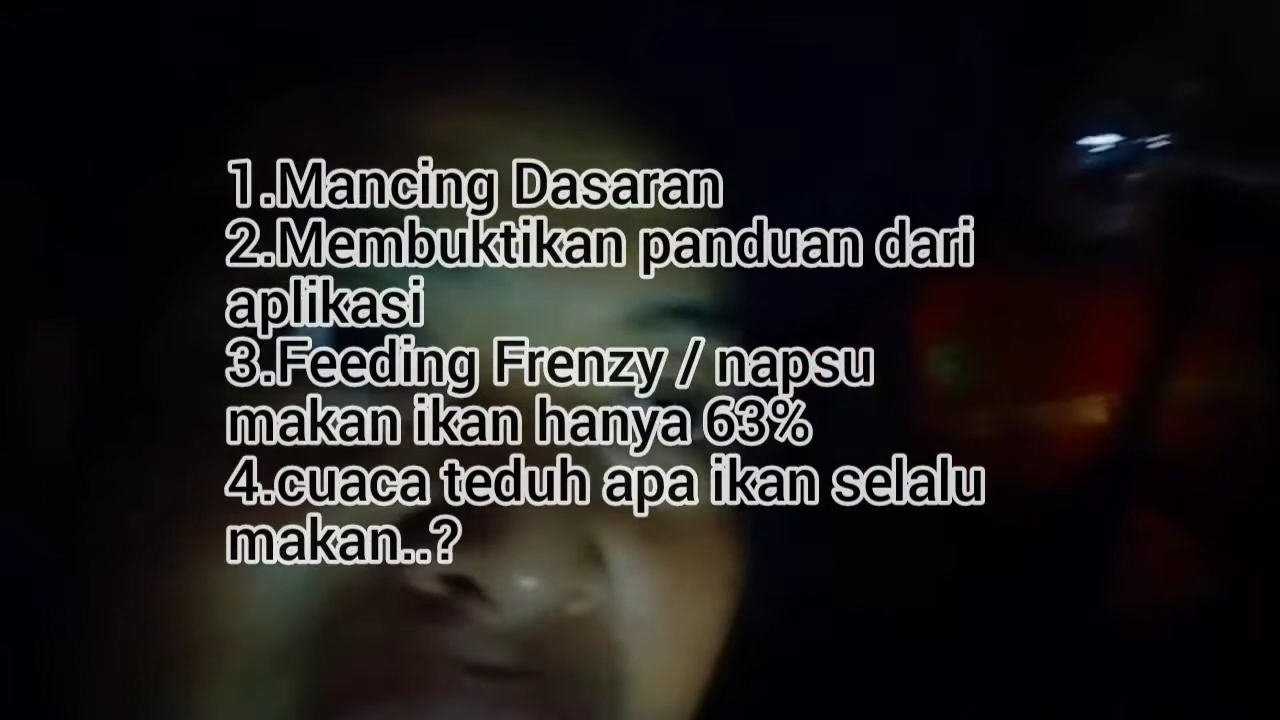 1.Mancing Dasaran
2.Membuktikan panduan dari
aplikasi
3.Feeding Frenzy / napsu
makan ikan hanya 63%
4.cuaca teduh apa ikan selalu
makan..?